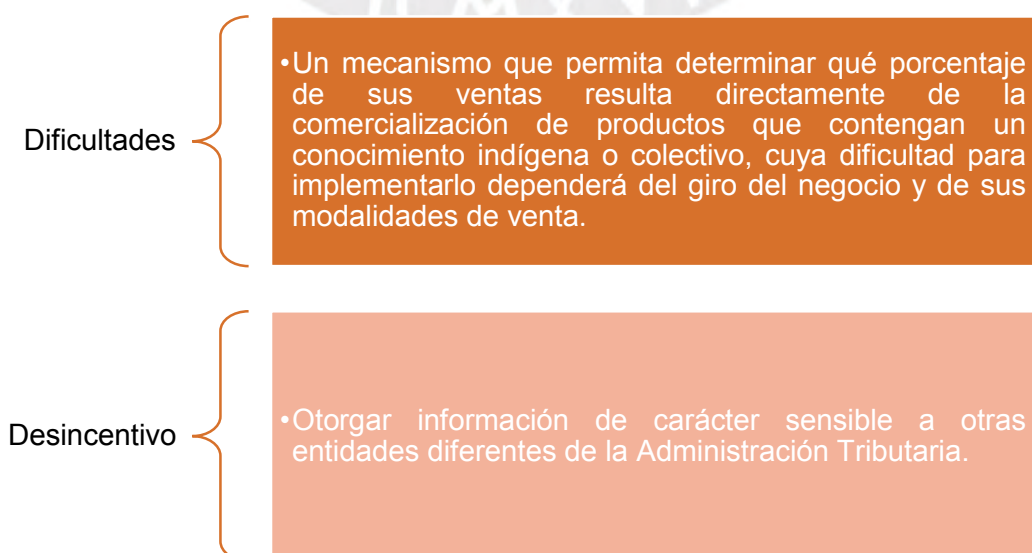 Dificultades
•Un mecanismo que permita determinar qué porcentaje
de sus ventas resulta directamente de la
comercialización de productos que contengan un
conocimiento indígena o colectivo, cuya dificultad para
implementarlo dependerá del giro del negocio y de sus
modalidades de venta.
Desincentivo
•Otorgar información de carácter sensible a otras
entidades diferentes de la Administración Tributaria.